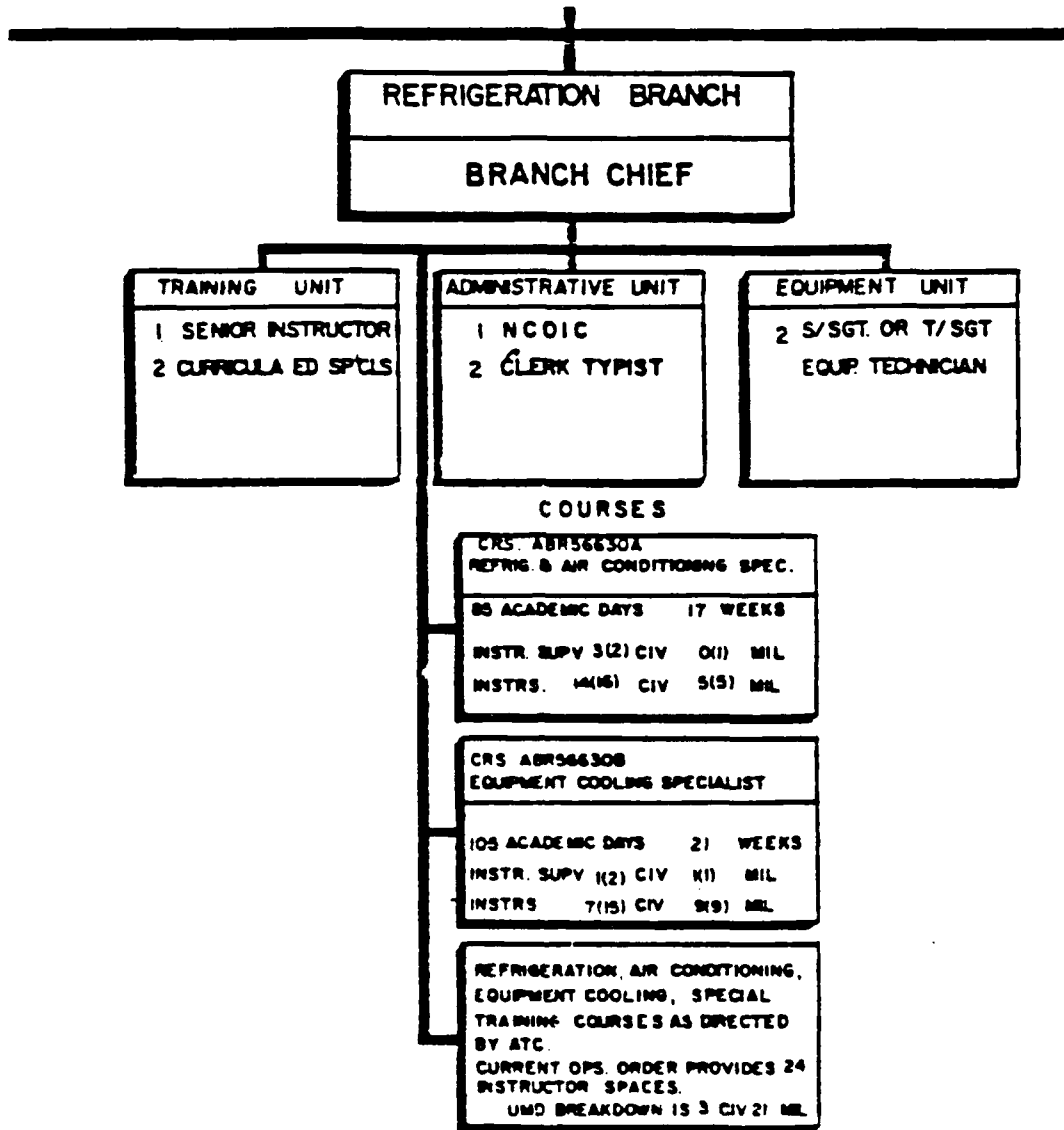 REFRIGERATION BRANCH
BRANCH CHIEF
TRAINING UNIT
1 SENIOR INSTRUCTOR
2 CURRICULA ED SPCLS
ADMINISTRATIVE UNIT
1 NCOIC
2 CLERK TYPIST
EQUIPMENT UNIT
2 S/SGT. OR T/SGT
EQUIP. TECHNICIAN
COURSES
CRS. ABR56630A
REFRIG. & AIR CONDITIONING SPEC.
85 ACADEMIC DAYS 17 WEEKS
INSTR. SUPV 3(2) CIV 0(1) MIL
INSTRS. 14(16) CIV 5(5) MIL
CRS ABR56630B
EQUIPMENT COOLING SPECIALIST
105 ACADEMIC DAYS 21 WEEKS
INSTR. SUPV 1(2) CIV 1(1) MIL
INSTRS 7(15) CIV 9(9) MIL
REFRIGERATION, AIR CONDITIONING,
EQUIPMENT COOLING, SPECIAL
TRAINING COURSES AS DIRECTED
BY ATC.
CURRENT OPS. ORDER PROVIDES 24
INSTRUCTOR SPACES.
UMD BREAKDOWN IS 3 CIV 21 MIL